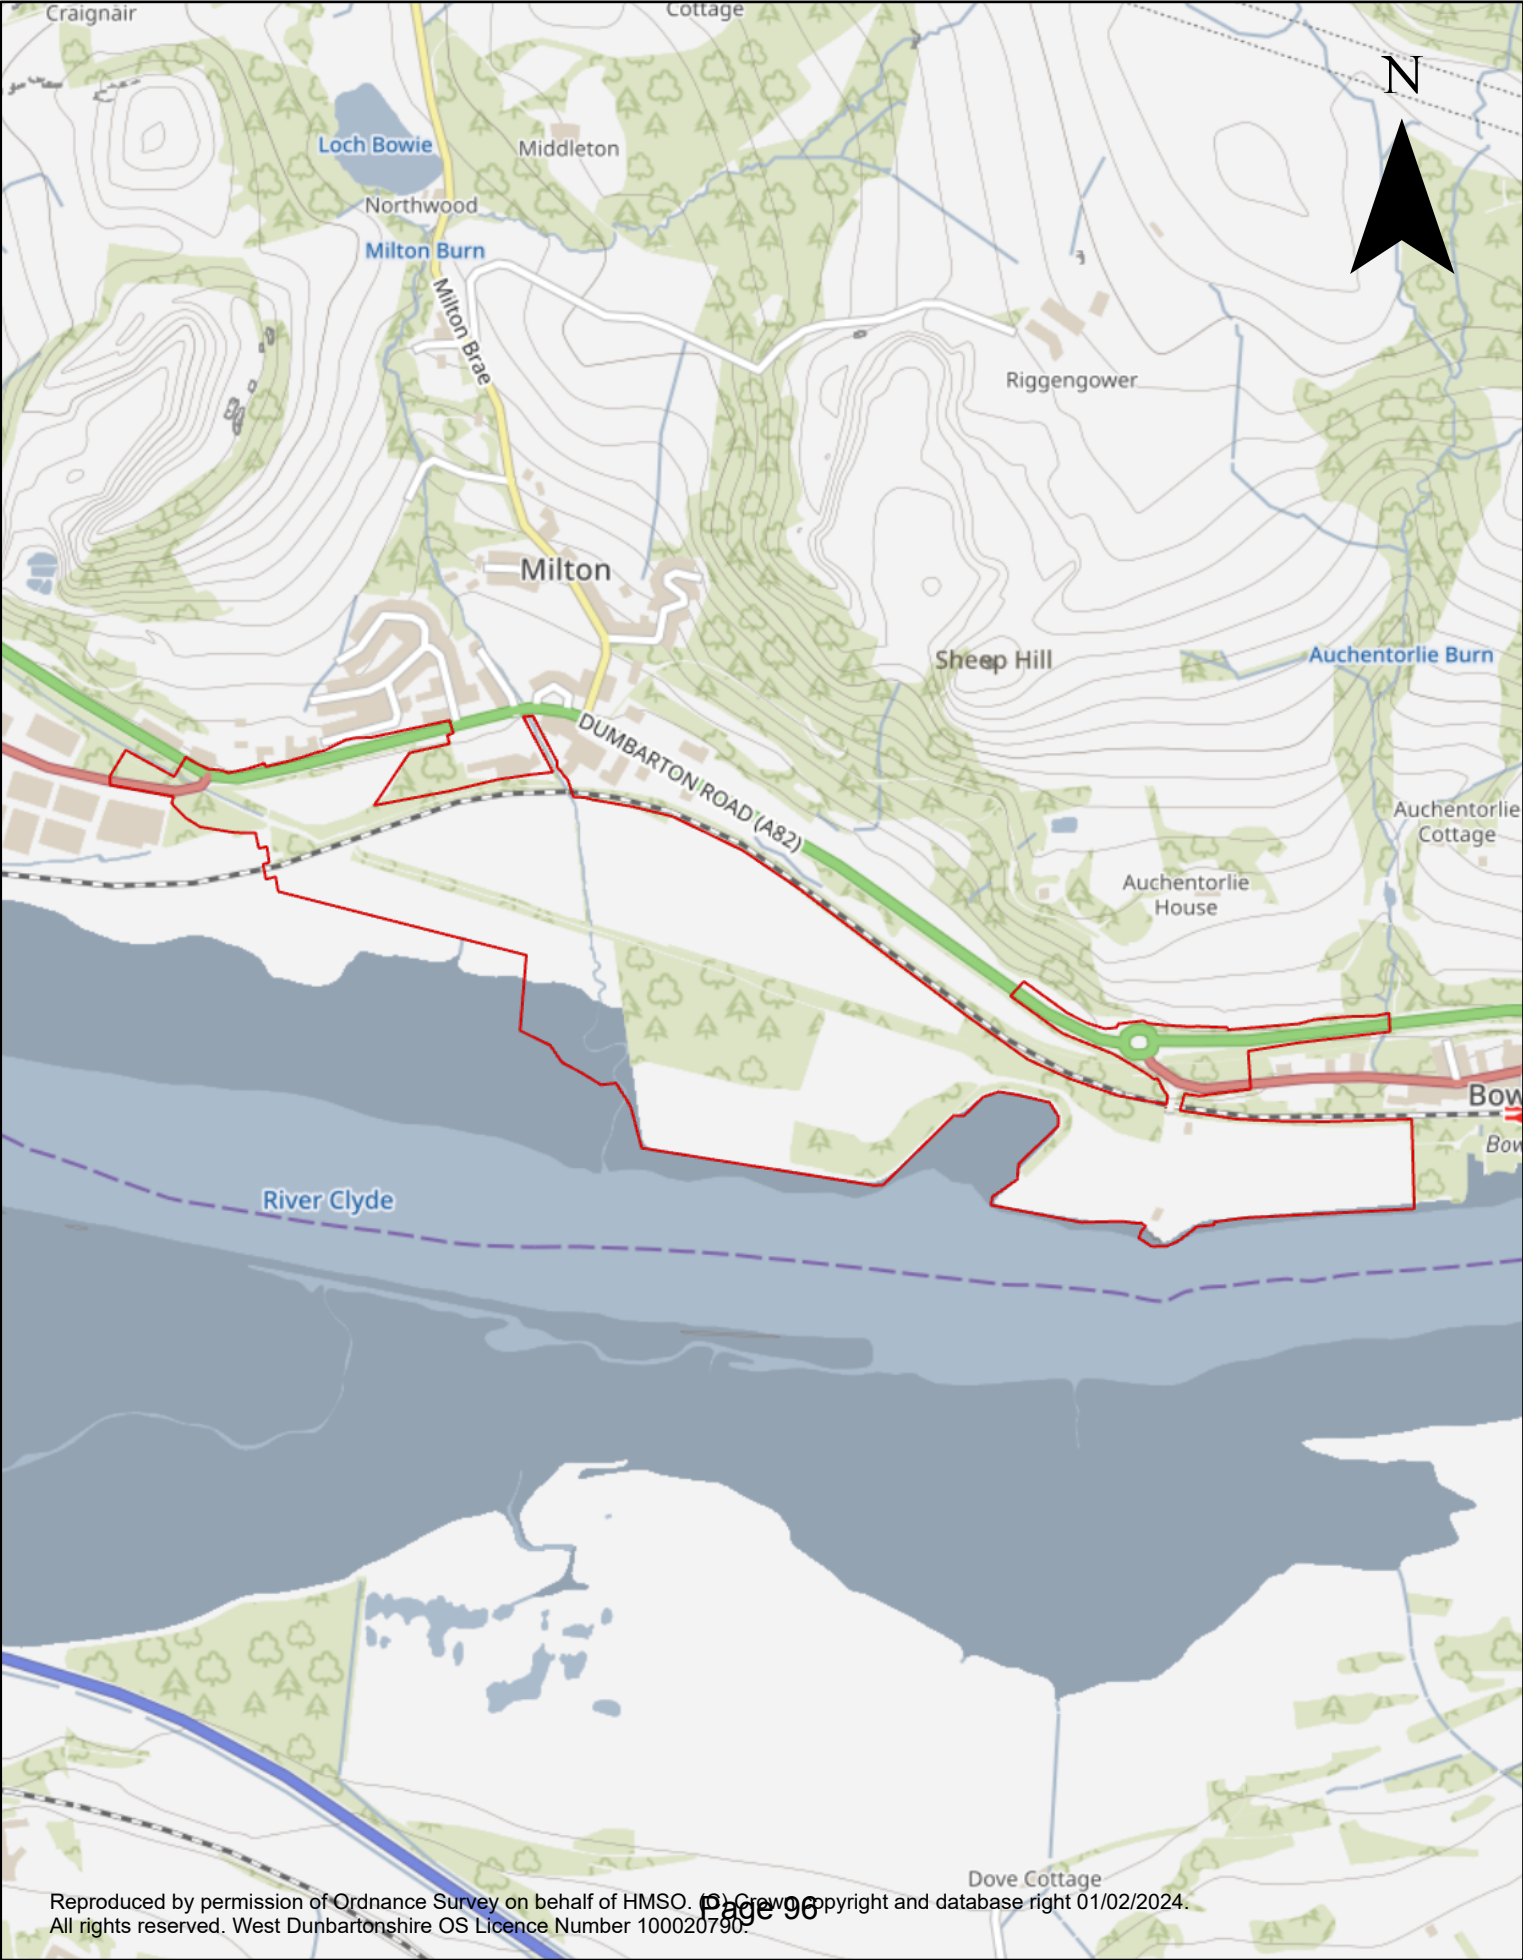 Craignair
Cottage
N
Loch Bowie
Middleton
Northwood
Milton Burn
Milton Brae
Riggengower
Milton
Sheep Hill
Auchentorlie Burn
DUMBARTON ROAD (A82)
Auchentorlie
Cottage
Auchentorlie
House
Bow
Bow
River Clyde
Dove Cottage
Reproduced by permission of Ordnance Survey on behalf of HMSO. (C) Crown copyright and database right 01/02/2024.
Page 96
All rights reserved. West Dunbartonshire OS Licence Number 100020790.